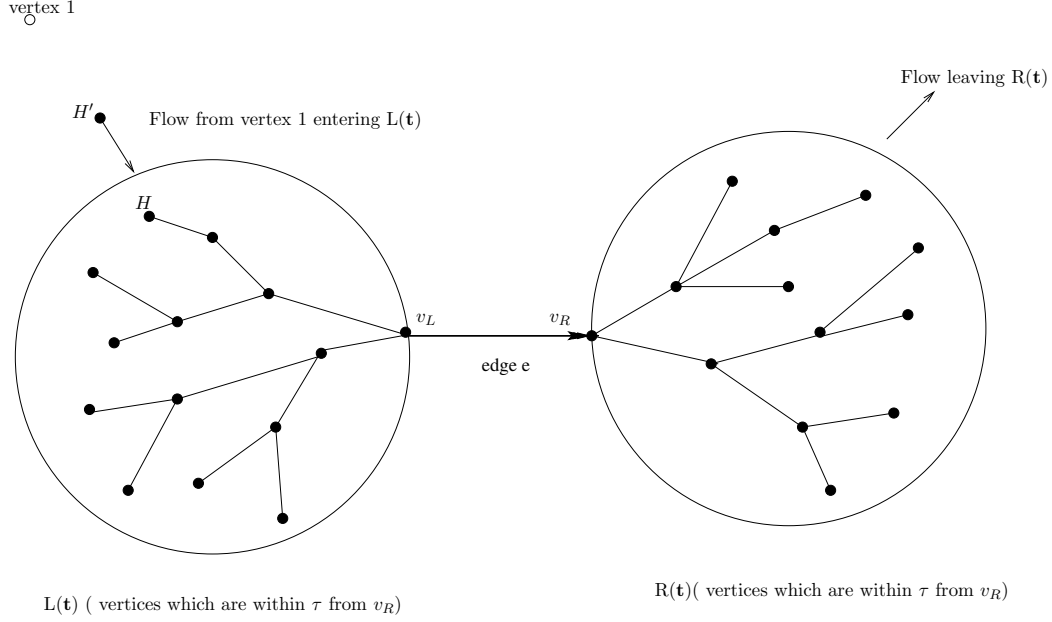 vertex 1
Flow leaving R(t)
H′
Flow from vertex 1 entering L(t)
H
v_L
v_R
edge e
L(t) ( vertices which are within τ from v_R)
R(t)( vertices which are within τ from v_R)